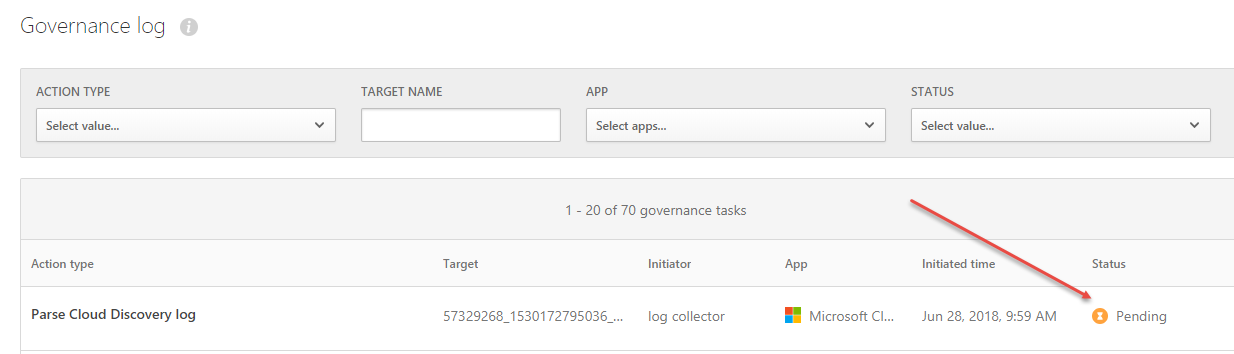 Governance log
ACTION TYPE TARGET NAME APP STATUS
Select value... Select apps... Select value...
1 - 20 of 70 governance tasks
Action type Target Initiator App Initiated time Status
Parse Cloud Discovery log 57329268_1530172795036_... log collector Microsoft Cl... Jun 28, 2018, 9:59 AM Pending